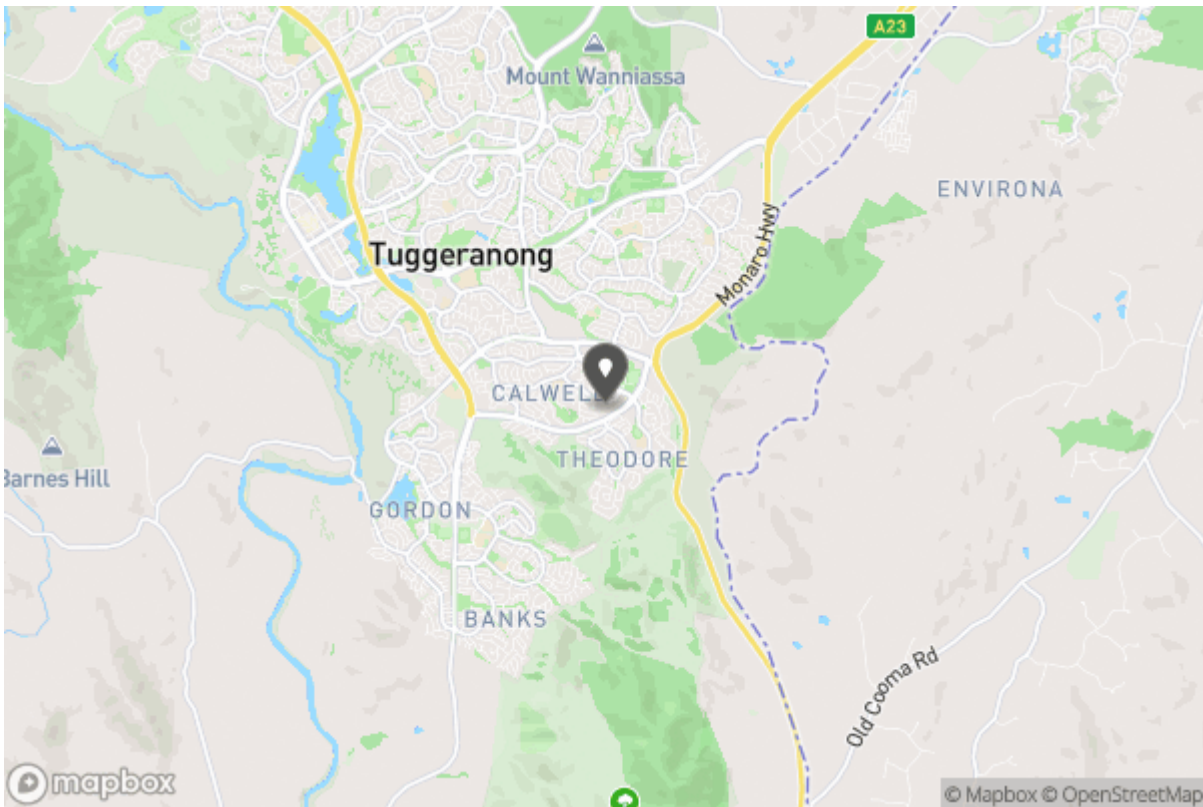 A23
Mount Wanniassa
ENVIRONA
Monaro Hwy
Tuggeranong
CALWELL
THEODORE
Barnes Hill
GORDON
BANKS
Old Cooma Rd
mapbox
© Mapbox © OpenStreetMap